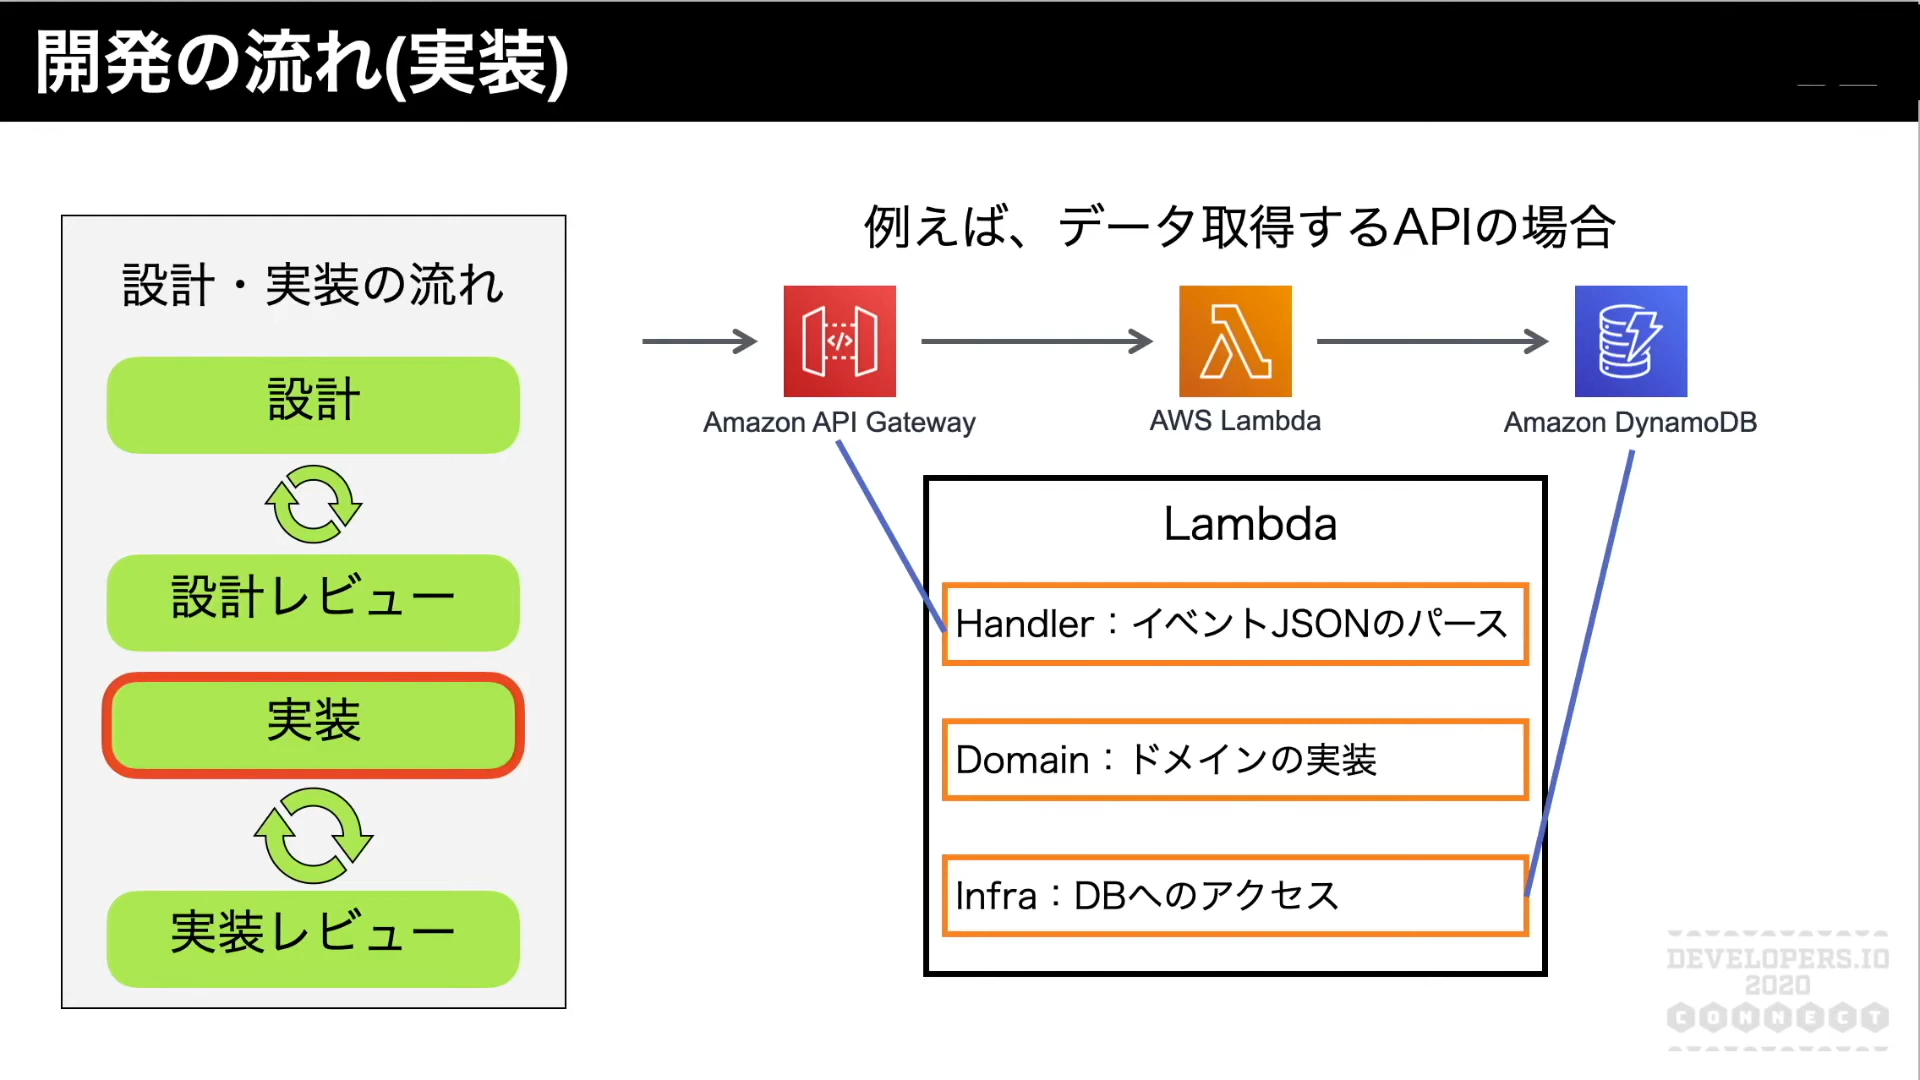 開発の流れ(実装)
設計・実装の流れ
設計
設計レビュー
実装
実装レビュー
例えば、データ取得するAPIの場合
</>
Amazon API Gateway
AWS Lambda
Amazon DynamoDB
Lambda
Handler：イベントJSONのパース
Domain：ドメインの実装
Infra：DBへのアクセス
DEVELOPERS.IO
2020
CONNECT